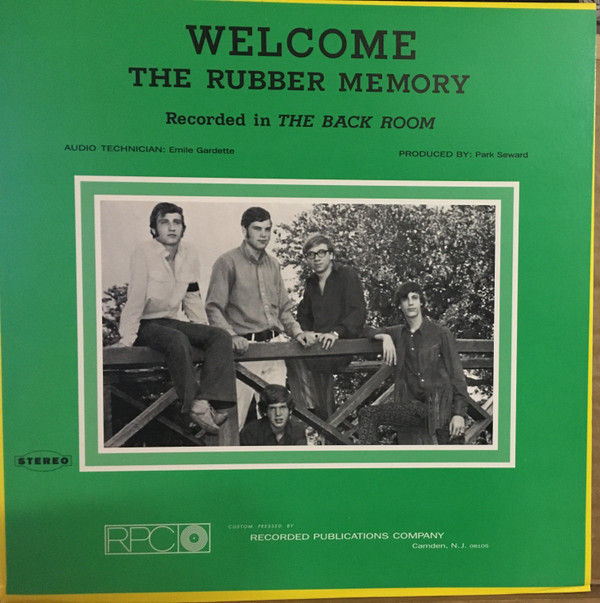 WELCOME
THE RUBBER MEMORY
Recorded in THE BACK ROOM
AUDIO TECHNICIAN: Emile Gardette
PRODUCED BY: Park Seward
STEREO
RPC
CUSTOM PRESSED BY
RECORDED PUBLICATIONS COMPANY
Camden, N.J. 08105